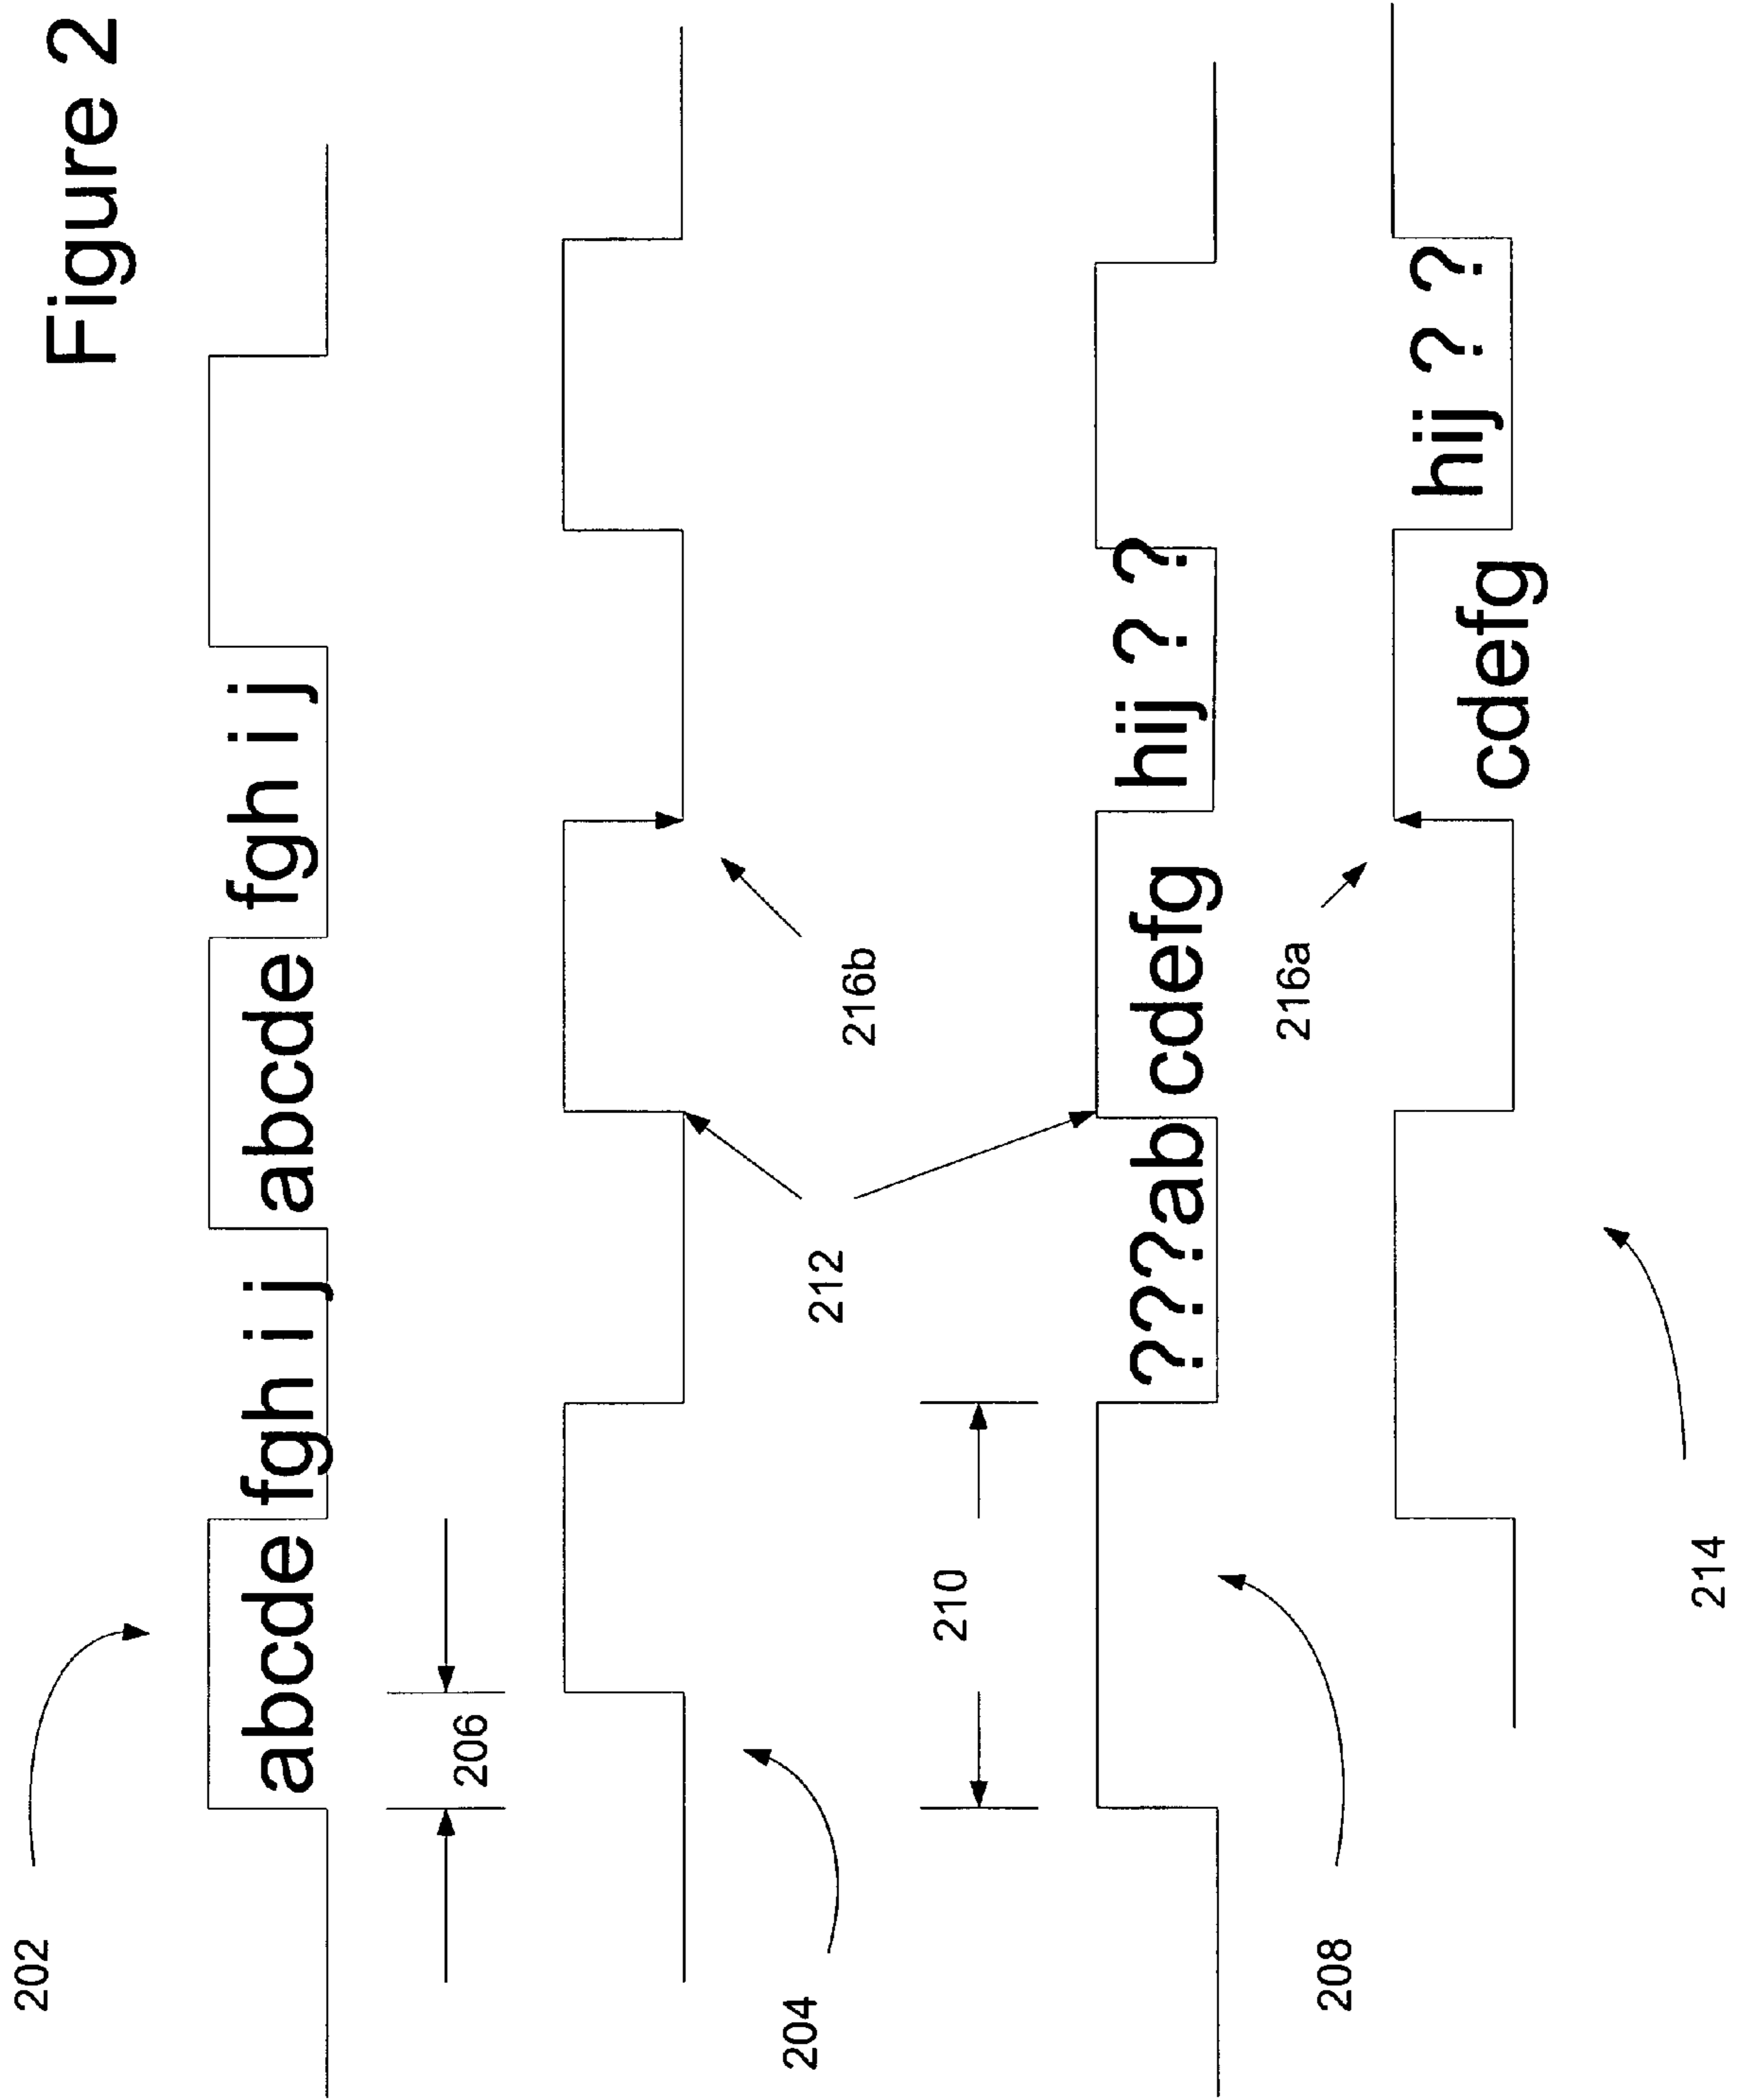 Figure 2
202
abcde fgh i j abcde fgh i j
206
204
216b
212
210
????ab cdefg hij ? ?
208
216a
hij ? ?
cdefg
214